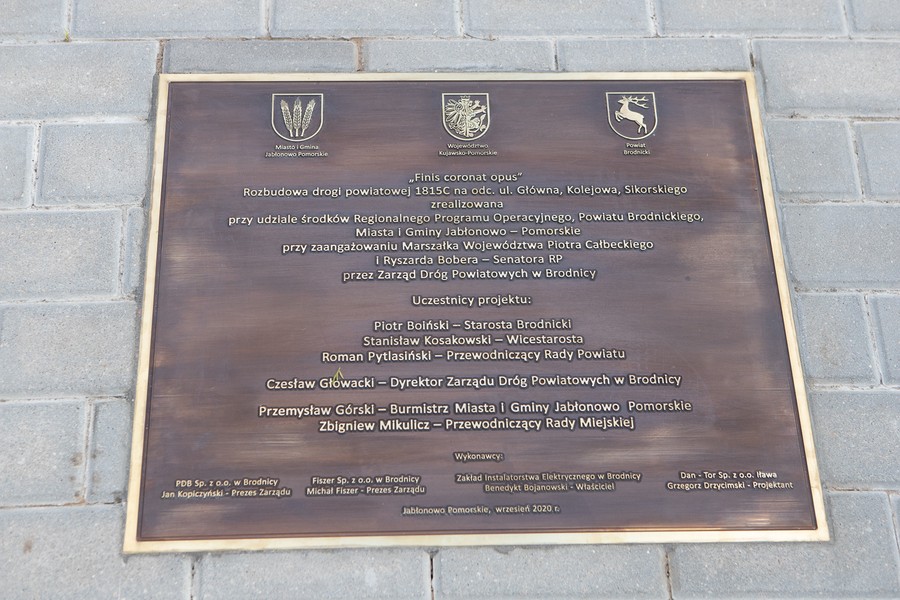 Miasto i Gmina:
Jabłonowo Pomorskie
Województwo
Kujawsko-Pomorskie
Powiat
Brodnicki
„Finis coronat opus”
Rozbudowa drogi powiatowej 1815C na odc. ul. Główna, Kolejowa, Sikorskiego
zrealizowana
przy udziale środków Regionalnego Programu Operacyjnego, Powiatu Brodnickiego,
Miasta i Gminy Jabłonowo – Pomorskie
przy zaangażowaniu Marszałka Województwa Piotra Całbeckiego
i Ryszarda Bobera – Senatora RP
przez Zarząd Dróg Powiatowych w Brodnicy
Uczestnicy projektu:
Piotr Boiński – Starosta Brodnicki
Stanisław Kosakowski – Wicestarosta
Roman Pytlasiński – Przewodniczący Rady Powiatu
Czesław Głowacki – Dyrektor Zarządu Dróg Powiatowych w Brodnicy
Przemysław Górski – Burmistrz Miasta i Gminy Jabłonowo Pomorskie
Zbigniew Mikulicz – Przewodniczący Rady Miejskiej
Wykonawcy:
PDB Sp. z o.o. w Brodnicy
Jan Kopiczyński - Prezes Zarządu
Fiszer Sp. z o.o. w Brodnicy
Michał Fiszer - Prezes Zarządu
Zakład Instalatorstwa Elektrycznego w Brodnicy
Benedykt Bojanowski - Właściciel
Dan - Tor Sp. z o.o. Iława
Grzegorz Drzycimski - Projektant
Jabłonowo Pomorskie, wrzesień 2020 r.